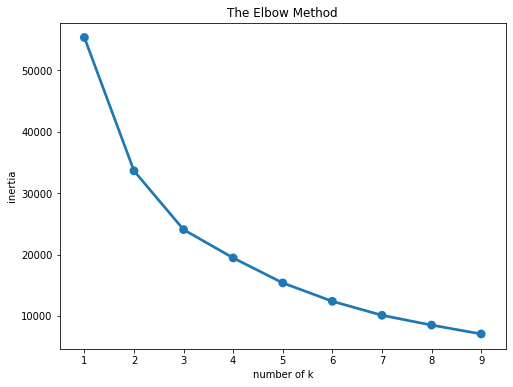 The Elbow Method
50000
40000
30000
20000
10000
inertia
1 2 3 4 5 6 7 8 9
number of k